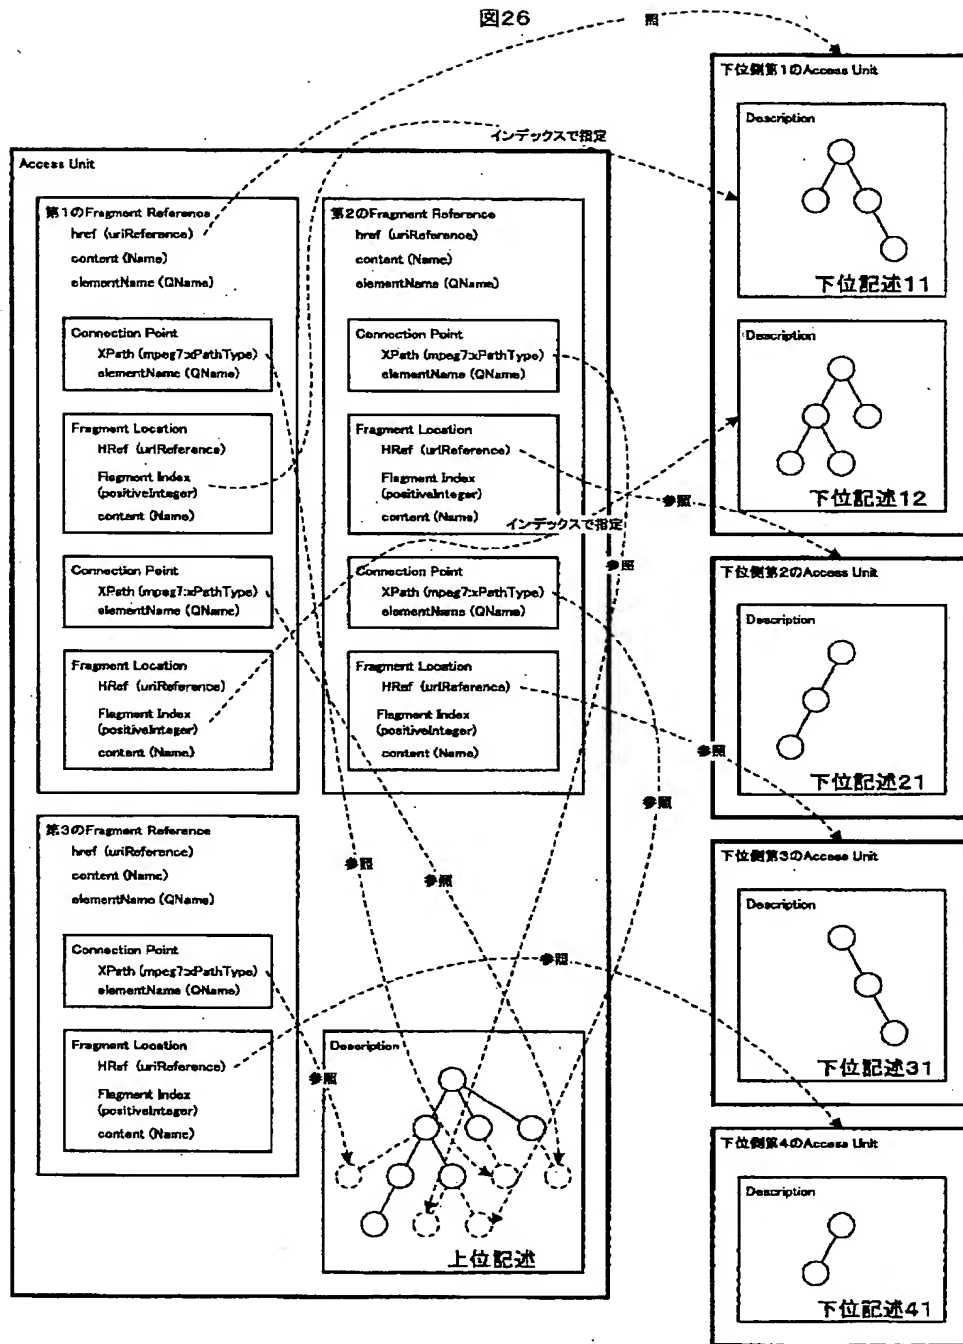 図26
照
下位側第1のAccess Unit
Description
下位記述11
Description
下位記述12
インデックスで指定
Access Unit
第1のFragment Reference
href (uriReference)
content (Name)
elementName (QName)
Connection Point
XPath (mpeg7:xPathType)
elementName (QName)
Fragment Location
HRef (uriReference)
Flagment Index
(positiveInteger)
content (Name)
Connection Point
XPath (mpeg7:xPathType)
elementName (QName)
Fragment Location
HRef (uriReference)
Flagment Index
(positiveInteger)
content (Name)
第2のFragment Reference
href (uriReference)
content (Name)
elementName (QName)
Connection Point
XPath (mpeg7:xPathType)
elementName (QName)
Fragment Location
HRef (uriReference)
Flagment Index
(positiveInteger)
content (Name)
インデックスで指定
参照
参照
Connection Point
XPath (mpeg7:xPathType)
elementName (QName)
Fragment Location
HRef (uriReference)
Flagment Index
(positiveInteger)
content (Name)
参照
参照
下位側第2のAccess Unit
Description
下位記述21
第3のFragment Reference
href (uriReference)
content (Name)
elementName (QName)
Connection Point
XPath (mpeg7:xPathType)
elementName (QName)
Fragment Location
HRef (uriReference)
Flagment Index
(positiveInteger)
content (Name)
参照
参照
参照
参照
Description
上位記述
下位側第3のAccess Unit
Description
下位記述31
下位側第4のAccess Unit
Description
下位記述41